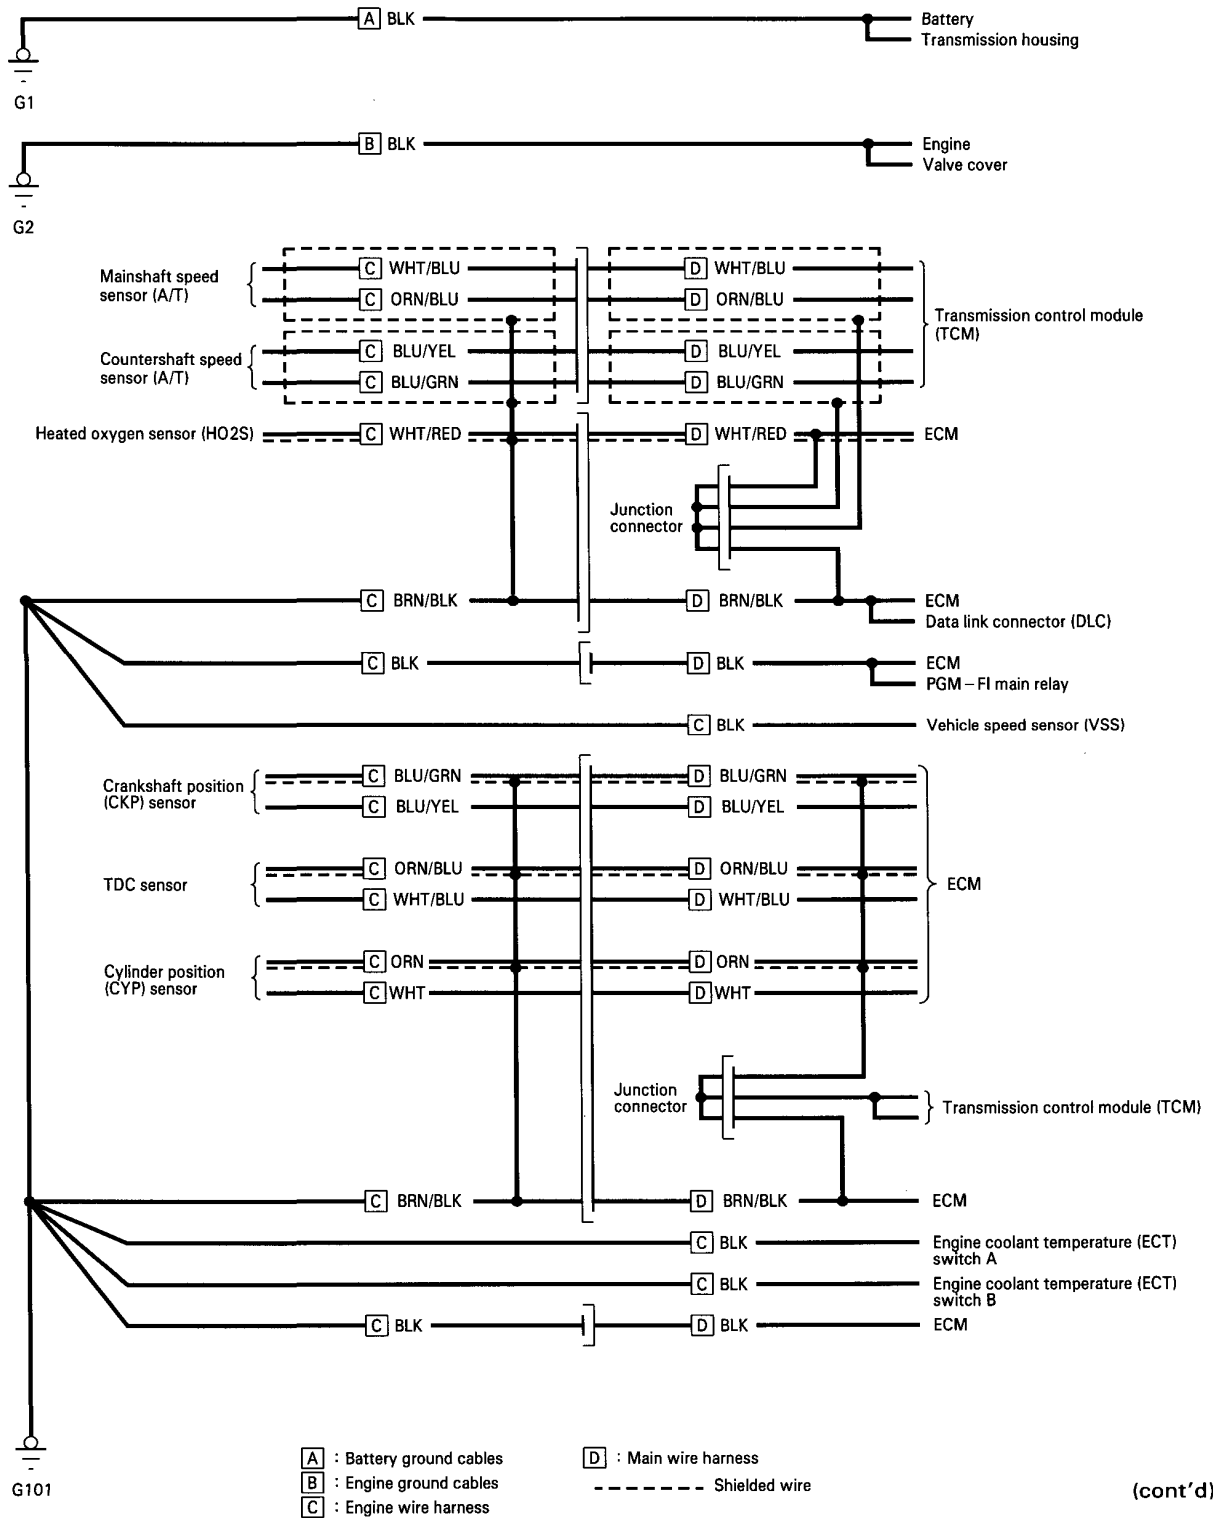 A BLK Battery
Transmission housing
G1
B BLK Engine
Valve cover
G2
Mainshaft speed
sensor (A/T)
C WHT/BLU D WHT/BLU
C ORN/BLU D ORN/BLU
Transmission control module
(TCM)
Countershaft speed
sensor (A/T)
C BLU/YEL D BLU/YEL
C BLU/GRN D BLU/GRN
Heated oxygen sensor (HO2S) C WHT/RED D WHT/RED ECM
Junction
connector
C BRN/BLK D BRN/BLK ECM
Data link connector (DLC)
C BLK D BLK ECM
PGM-FI main relay
C BLK Vehicle speed sensor (VSS)
Crankshaft position
(CKP) sensor
C BLU/GRN D BLU/GRN
C BLU/YEL D BLU/YEL
TDC sensor
C ORN/BLU D ORN/BLU
C WHT/BLU D WHT/BLU
ECM
Cylinder position
(CYP) sensor
C ORN D ORN
C WHT D WHT
Junction
connector
Transmission control module (TCM)
C BRN/BLK D BRN/BLK ECM
C BLK Engine coolant temperature (ECT)
switch A
C BLK Engine coolant temperature (ECT)
switch B
C BLK D BLK ECM
G101
A : Battery ground cables
B : Engine ground cables
C : Engine wire harness
D : Main wire harness
Shielded wire
(cont'd)